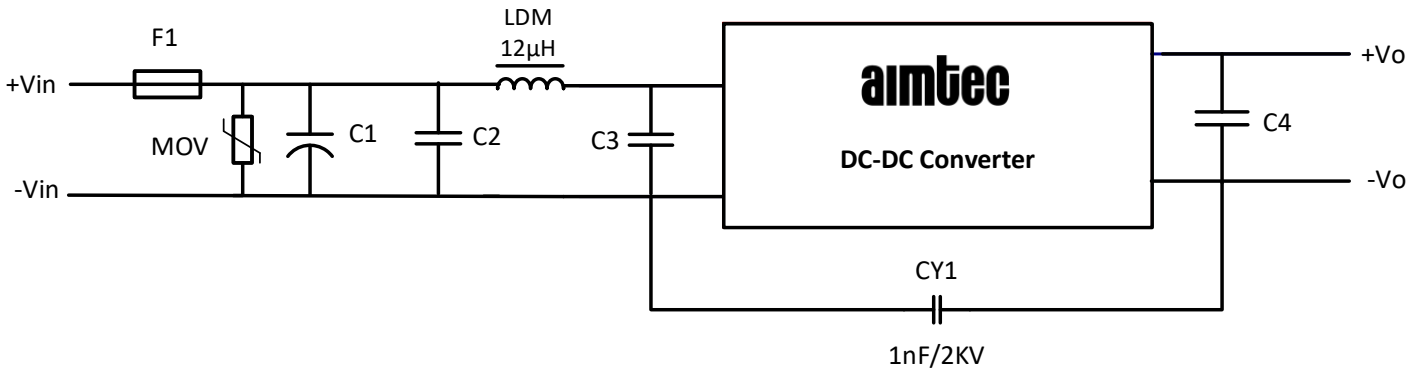 LDM
12µH
F1
+Vin
MOV
C1
C2
C3
-Vin
aimtec
DC-DC Converter
+Vo
C4
-Vo
CY1
1nF/2KV